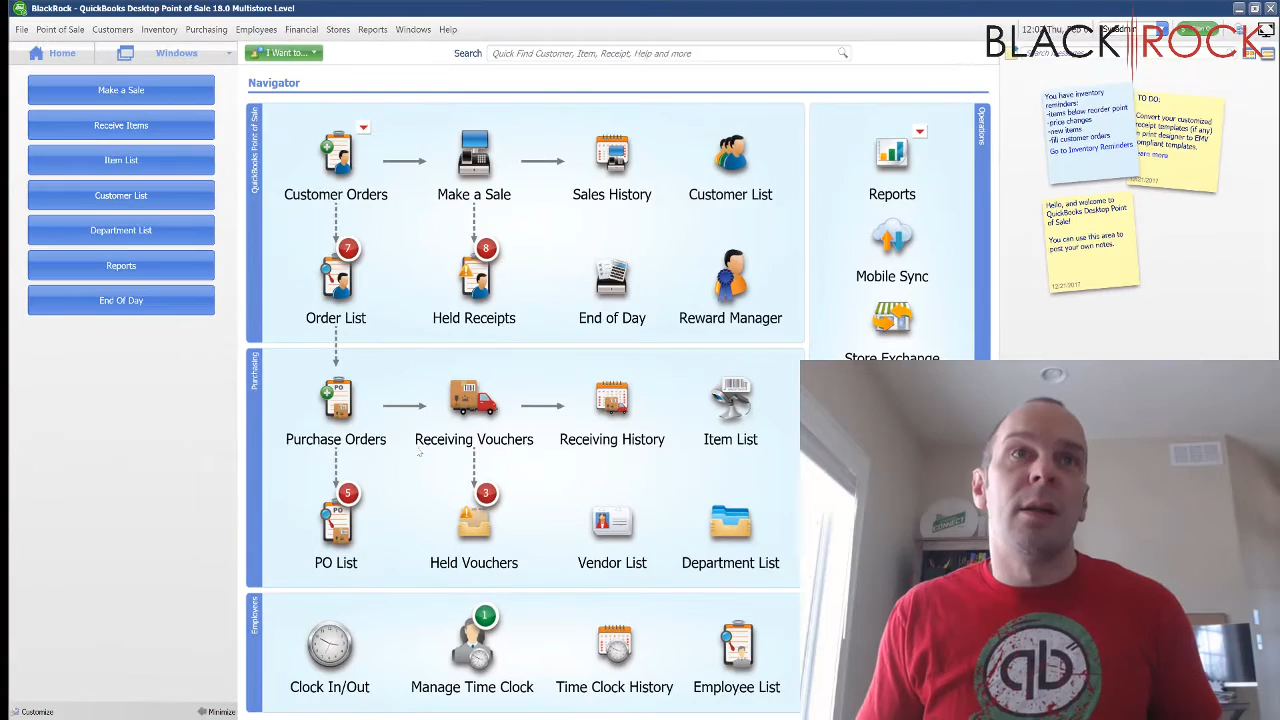 BlackRock - QuickBooks Desktop Point of Sale 18.0 Multistore Level
File Point of Sale Customers Inventory Purchasing Employees Financial Stores Reports Windows Help
BLACK ROCK
Home
Windows
I Want to...
Search
Quick Find Customer, Item, Receipt, Help and more
Make a Sale
Receive Items
Item List
Customer List
Department List
Reports
End Of Day
Navigator
QuickBooks Point of Sale
Customer Orders
Make a Sale
Sales History
Customer List
7
8
Order List
Held Receipts
End of Day
Reward Manager
Operations
Reports
Mobile Sync
Store Exchange
Purchasing
Purchase Orders
Receiving Vouchers
Receiving History
Item List
5
3
PO List
Held Vouchers
Vendor List
Department List
Employees
1
Clock In/Out
Manage Time Clock
Time Clock History
Employee List
You have inventory
reminders:
-items below reorder point
-price changes
-new items
-fill customer orders
Go to Inventory Reminders
TO DO:
Convert your customized
receipt templates (if any)
in print designer to EMV
compliant templates.
12/21/2017
Hello, and welcome to
QuickBooks Desktop Point
of Sale!
You can use this area to
post your own notes.
12/21/2017
CONNECT
qb
Customize
Minimize